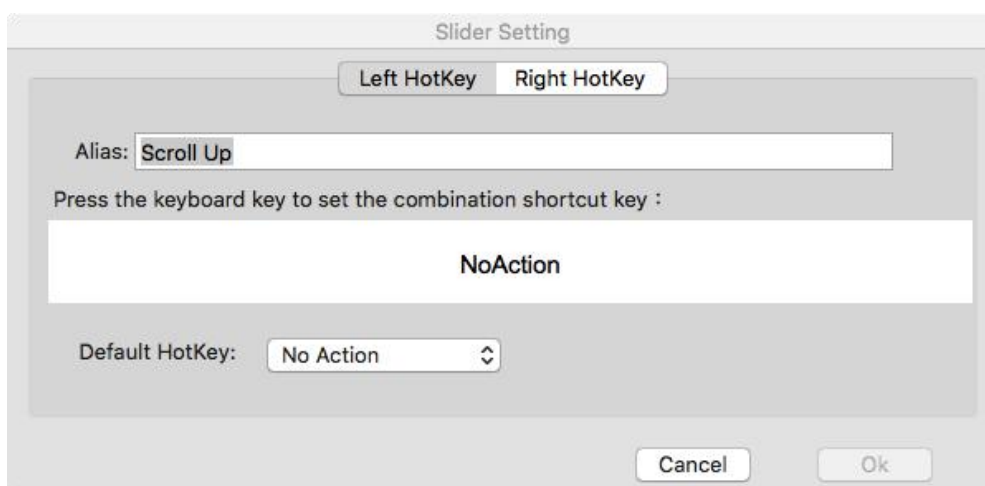 Slider Setting
Left HotKey Right HotKey
Alias: Scroll Up
Press the keyboard key to set the combination shortcut key：
NoAction
Default HotKey: No Action
Cancel Ok